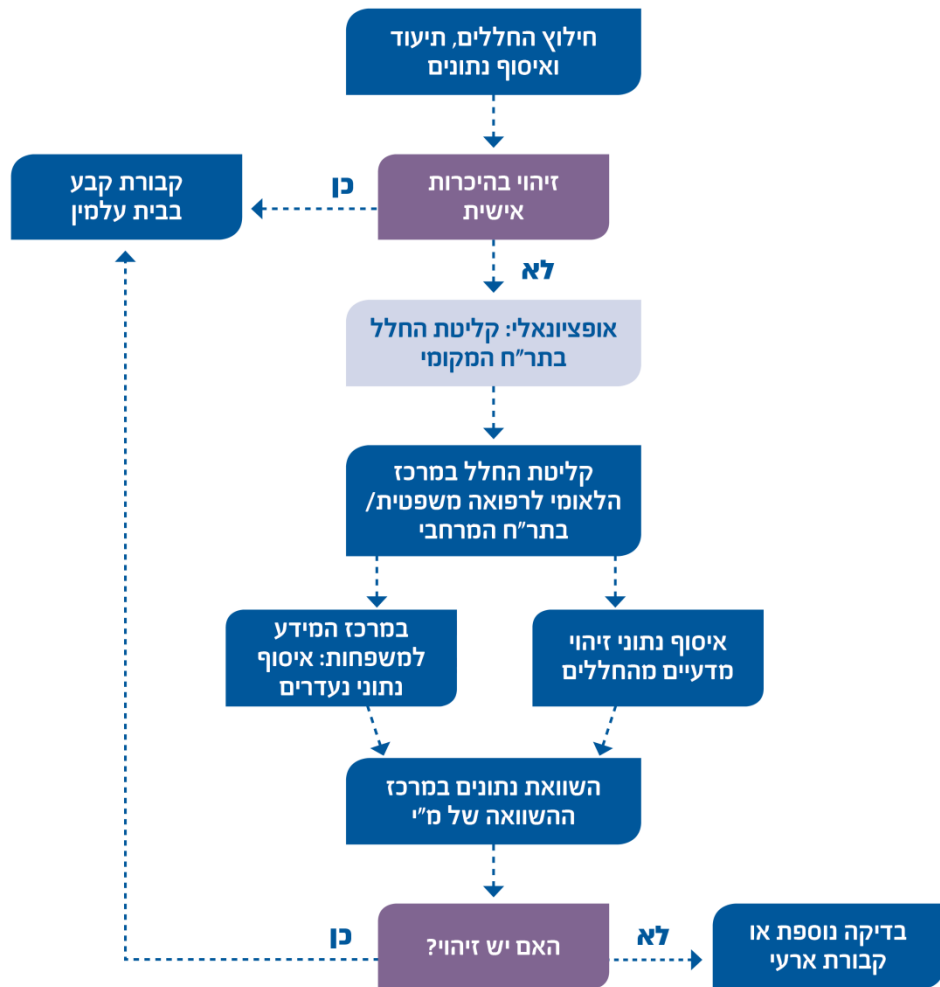 חילוץ החללים, תיעוד
ואיסוף נתונים
זיהוי בהיכרות
אישית
כן
קבורת קבע
בבית עלמין
לא
אופציונאלי: קליטת החלל
בתר"ח המקומי
קליטת החלל במרכז
הלאומי לרפואה משפטית/
בתר"ח המרחבי
איסוף נתוני זיהוי
מדעיים מהחללים
במרכז המידע
למשפחות: איסוף
נתוני נעדרים
השוואת נתונים במרכז
ההשוואה של מ"י
האם יש זיהוי?
כן
לא
בדיקה נוספת או
קבורת ארעי